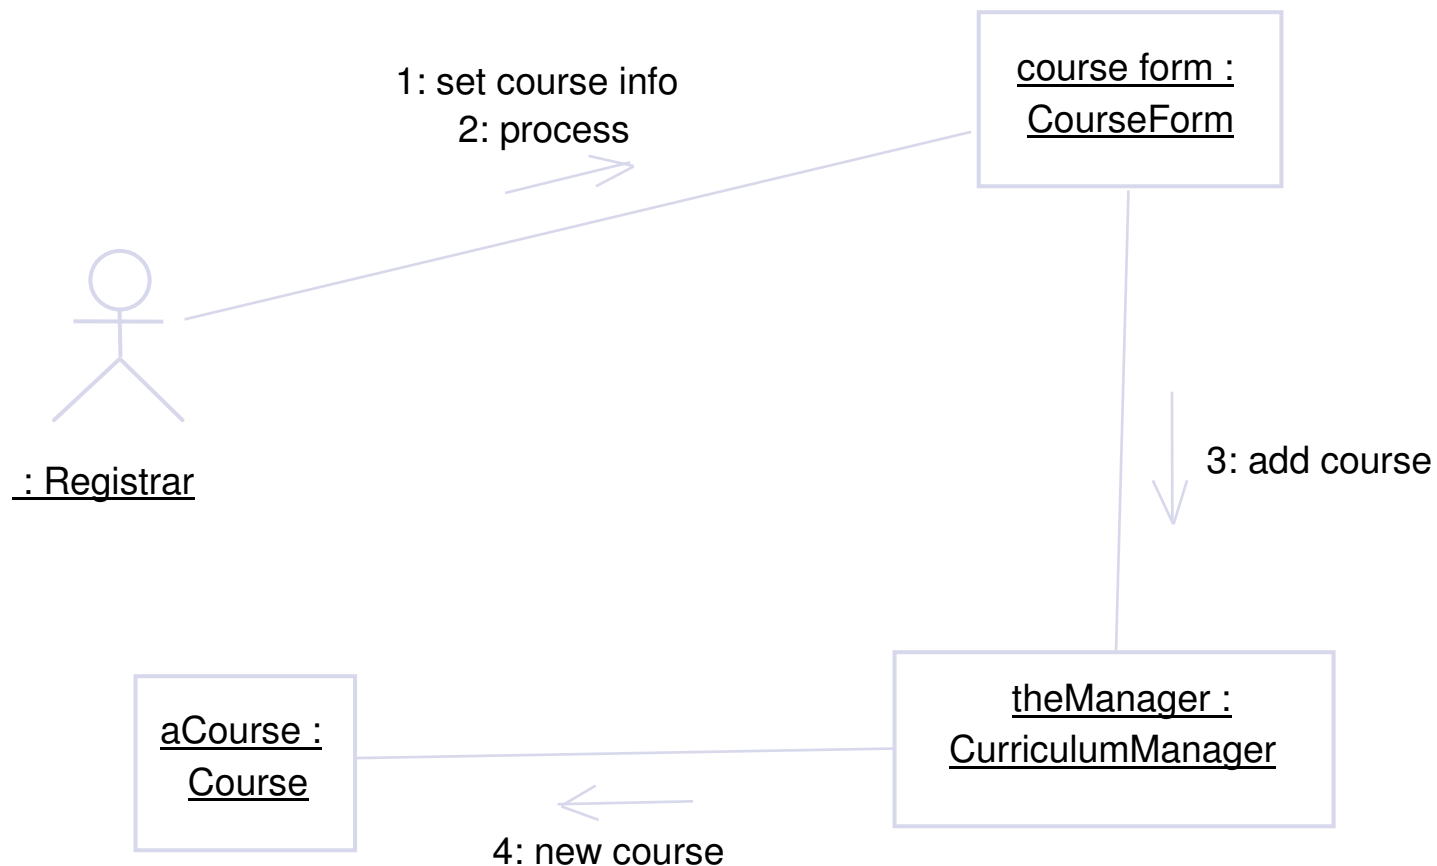 1: set course info
2: process
course form :
CourseForm
: Registrar
3: add course
theManager :
CurriculumManager
aCourse :
Course
4: new course